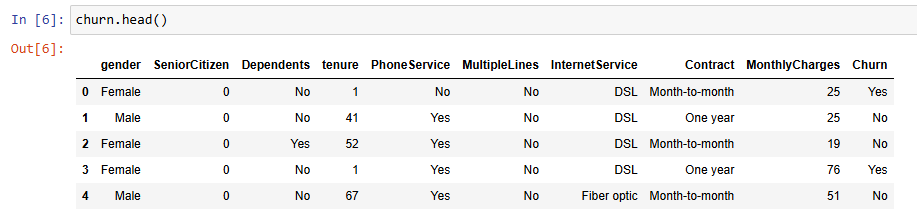 In [6]: churn.head()
Out[6]:
gender SeniorCitizen Dependents tenure PhoneService MultipleLines InternetService Contract MonthlyCharges Churn
0 Female 0 No 1 No No DSL Month-to-month 25 Yes
1 Male 0 No 41 Yes No DSL One year 25 No
2 Female 0 Yes 52 Yes No DSL Month-to-month 19 No
3 Female 0 No 1 Yes No DSL One year 76 Yes
4 Male 0 No 67 Yes No Fiber optic Month-to-month 51 No